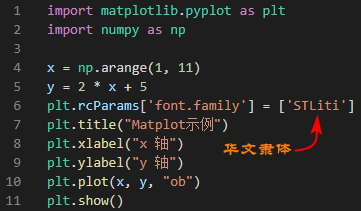 1 import matplotlib.pyplot as plt
2 import numpy as np
3
4 x = np.arange(1, 11)
5 y = 2 * x + 5
6 plt.rcParams['font.family'] = ['STLiti']
7 plt.title("Matplot示例")
8 plt.xlabel("x 轴")
华文隶体
9 plt.ylabel("y 轴")
10 plt.plot(x, y, "ob")
11 plt.show()